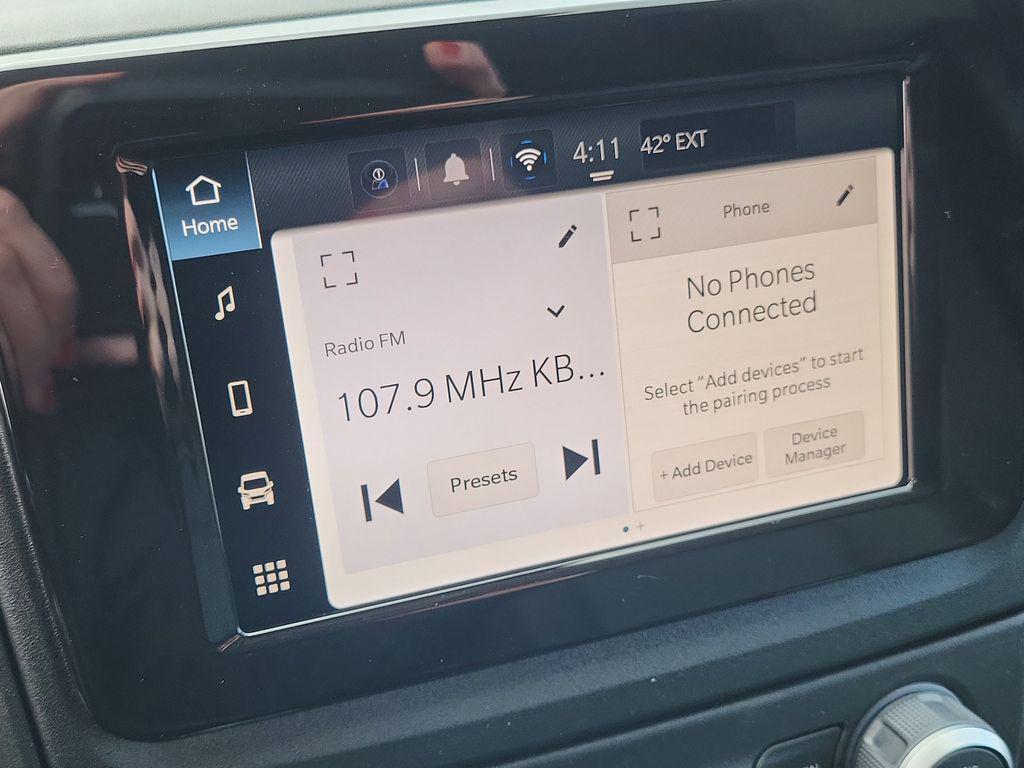 4:11 42° EXT
Home
Phone
No Phones
Connected
Radio FM
107.9 MHz KB...
Select "Add devices" to start
the pairing process
Presets
+ Add Device
Device
Manager